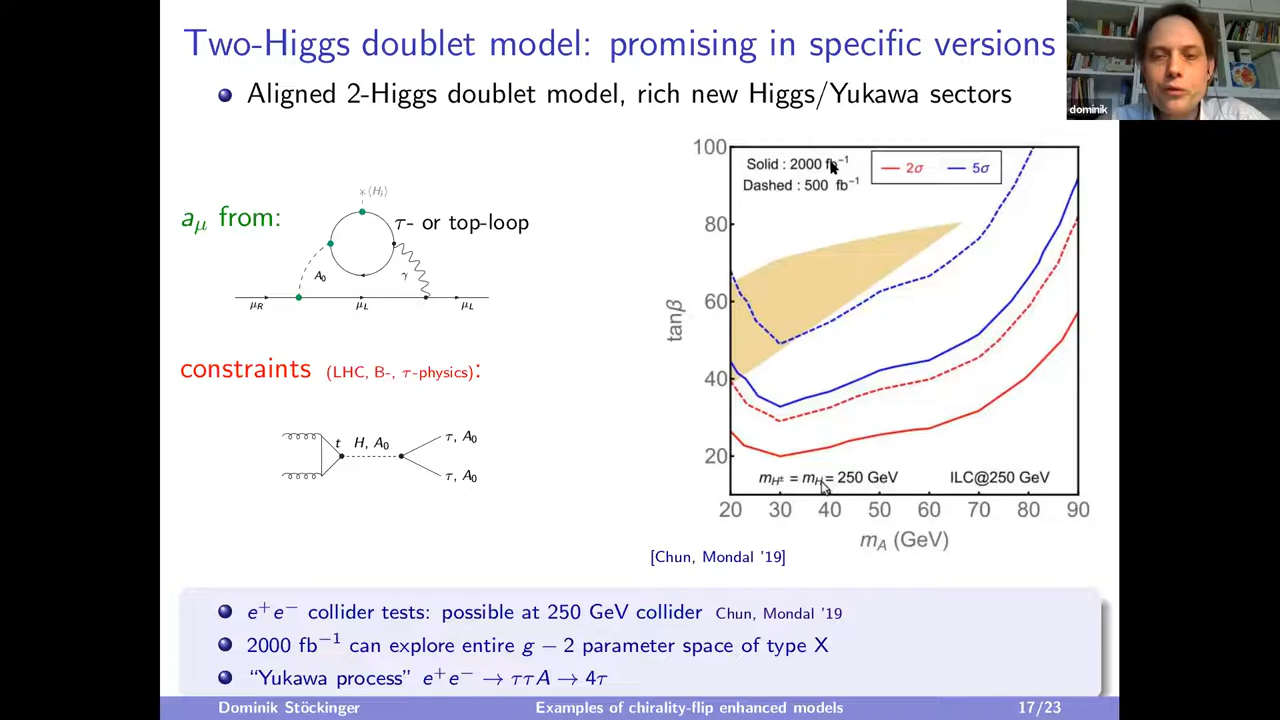 Two-Higgs doublet model: promising in specific versions
dominik
Aligned 2-Higgs doublet model, rich new Higgs/Yukawa sectors
aμ from:
⟨Hᵢ⟩
τ- or top-loop
A₀
γ
μR
μL
μL
constraints (LHC, B-, τ-physics):
t
H, A₀
τ, A₀
τ, A₀
100
80
60
40
20
tanβ
Solid : 2000 fb⁻¹
Dashed : 500 fb⁻¹
2σ
5σ
mH± = mH = 250 GeV
ILC@250 GeV
20 30 40 50 60 70 80 90
mA (GeV)
[Chun, Mondal '19]
e⁺e⁻ collider tests: possible at 250 GeV collider Chun, Mondal '19
2000 fb⁻¹ can explore entire g − 2 parameter space of type X
“Yukawa process” e⁺e⁻ → ττA → 4τ
Dominik Stöckinger
Examples of chirality-flip enhanced models
17/23